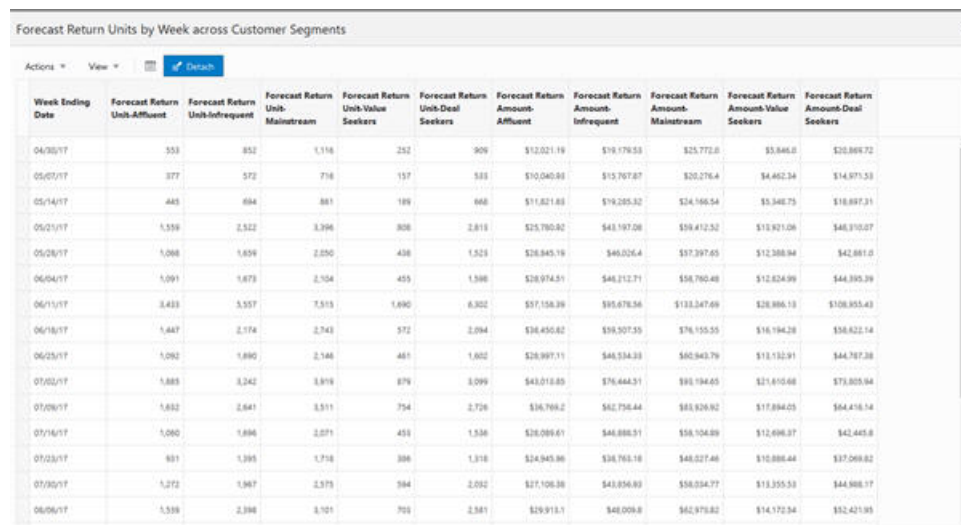 Forecast Return Units by Week across Customer Segments
Actions View Detach
Week Ending Date Forecast Return Unit-Affluent Forecast Return Unit-Infrequent Forecast Return Unit-Mainstream Forecast Return Unit-Value Seekers Forecast Return Unit-Deal Seekers Forecast Return Amount-Affluent Forecast Return Amount-Infrequent Forecast Return Amount-Mainstream Forecast Return Amount-Value Seekers Forecast Return Amount-Deal Seekers
04/30/17 553 852 1,116 252 909 $12,021.19 $19,179.53 $25,772.0 $5,846.0 $20,869.72
05/07/17 377 572 716 157 533 $10,040.93 $15,767.87 $20,276.4 $4,462.34 $14,971.53
05/14/17 445 694 861 189 668 $11,821.63 $19,285.32 $24,166.54 $5,348.75 $18,697.31
05/21/17 1,559 2,522 3,396 808 2,813 $25,780.92 $43,197.08 $59,412.52 $13,921.06 $48,310.07
05/28/17 1,068 1,659 2,050 438 1,523 $28,845.19 $46,026.4 $57,397.65 $12,388.94 $42,661.0
06/04/17 1,091 1,673 2,104 455 1,598 $28,974.51 $46,212.71 $58,760.48 $12,824.99 $44,395.39
06/11/17 3,433 5,557 7,515 1,690 6,302 $57,158.39 $95,678.56 $133,247.69 $28,986.13 $108,955.43
06/18/17 1,447 2,174 2,743 572 2,094 $38,450.82 $59,507.55 $76,155.55 $16,194.28 $58,622.14
06/25/17 1,092 1,690 2,146 461 1,602 $28,997.11 $46,534.33 $60,943.79 $13,132.91 $44,787.38
07/02/17 1,885 3,242 3,919 879 3,099 $43,013.85 $76,444.51 $93,194.65 $21,610.68 $73,805.94
07/09/17 1,632 2,641 3,511 754 2,726 $36,769.2 $62,758.44 $83,926.92 $17,894.05 $64,416.14
07/16/17 1,060 1,696 2,071 453 1,536 $28,089.61 $46,888.51 $58,104.89 $12,696.37 $42,445.8
07/23/17 931 1,395 1,718 386 1,318 $24,945.86 $38,763.18 $48,027.46 $10,888.44 $37,069.82
07/30/17 1,272 1,967 2,575 594 2,032 $27,106.38 $43,856.93 $58,034.77 $13,355.53 $44,988.17
08/06/17 1,539 2,398 3,101 703 2,581 $29,913.1 $48,009.8 $62,973.82 $14,172.54 $52,421.95